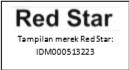 Red Star
Tampilan merek Red Star:
IDM000513223